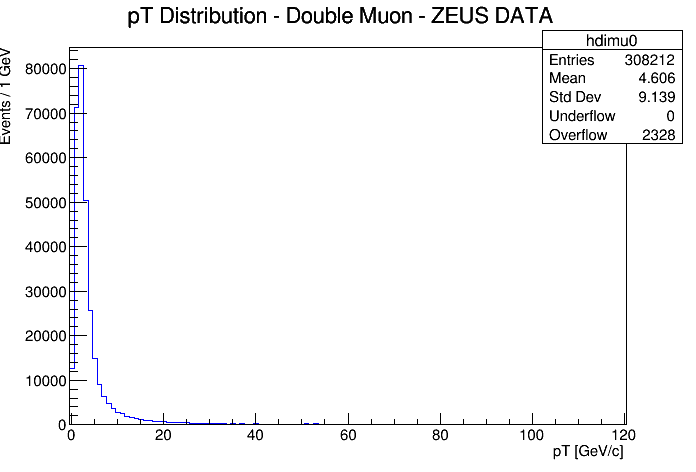 pT Distribution - Double Muon - ZEUS DATA
hdimu0
Entries 308212
Mean 4.606
Std Dev 9.139
Underflow 0
Overflow 2328
Events / 1 GeV
80000
70000
60000
50000
40000
30000
20000
10000
0
0 20 40 60 80 100 120
pT [GeV/c]